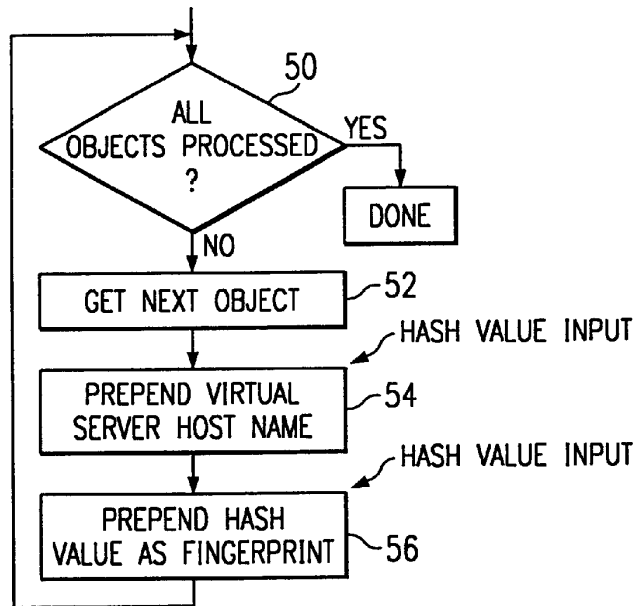 50
ALL
OBJECTS PROCESSED
?
YES
DONE
NO
GET NEXT OBJECT
52
HASH VALUE INPUT
PREPEND VIRTUAL
SERVER HOST NAME
54
HASH VALUE INPUT
PREPEND HASH
VALUE AS FINGERPRINT
56